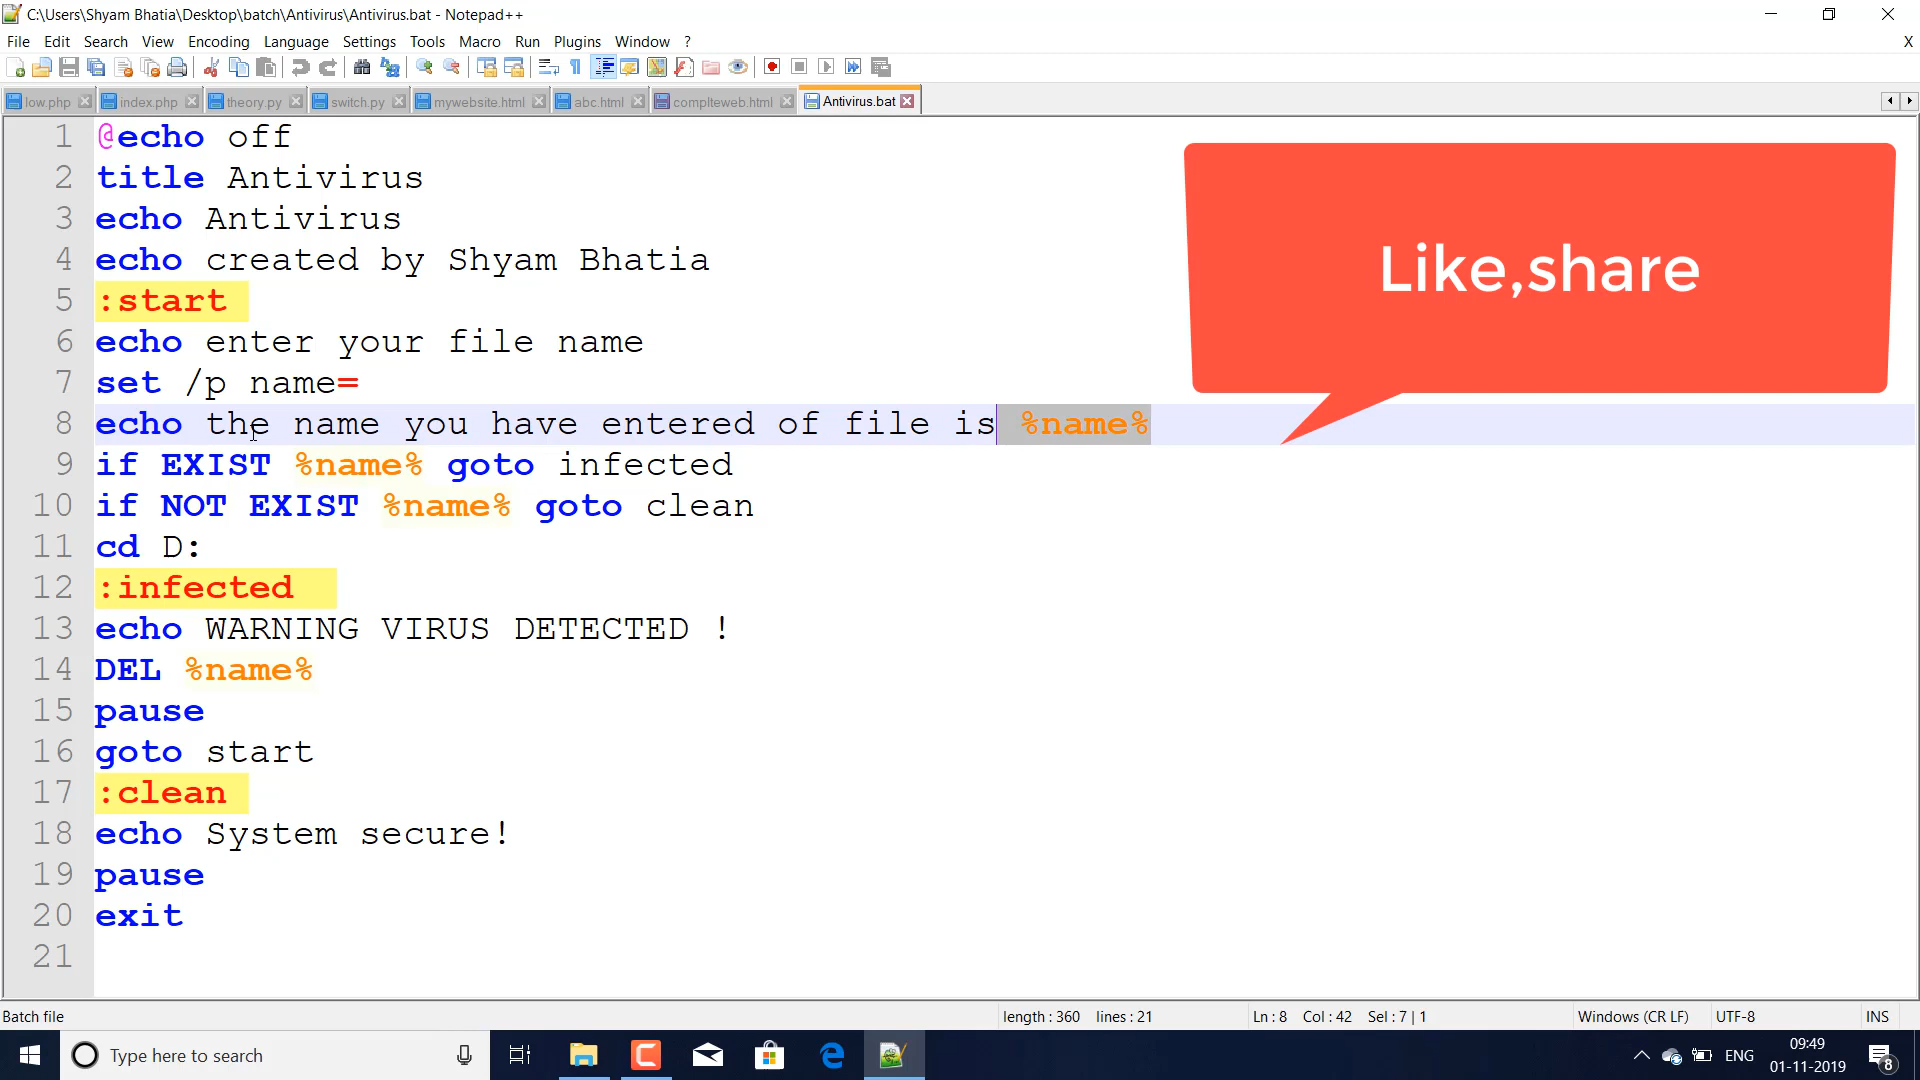 C:\Users\Shyam Bhatia\Desktop\batch\Antivirus\Antivirus.bat - Notepad++
File Edit Search View Encoding Language Settings Tools Macro Run Plugins Window ? X
low.php index.php theory.py switch.py mywebsite.html abc.html complteweb.html Antivirus.bat
1 @echo off
2 title Antivirus
3 echo Antivirus
4 echo created by Shyam Bhatia
5 :start
6 echo enter your file name
7 set /p name=
8 echo the name you have entered of file is %name%
9 if EXIST %name% goto infected
10 if NOT EXIST %name% goto clean
11 cd D:
12 :infected
13 echo WARNING VIRUS DETECTED !
14 DEL %name%
15 pause
16 goto start
17 :clean
18 echo System secure!
19 pause
20 exit
21
Like,share
Batch file length : 360 lines : 21 Ln : 8 Col : 42 Sel : 7 | 1 Windows (CR LF) UTF-8 INS
Type here to search ENG 09:49
01-11-2019 8